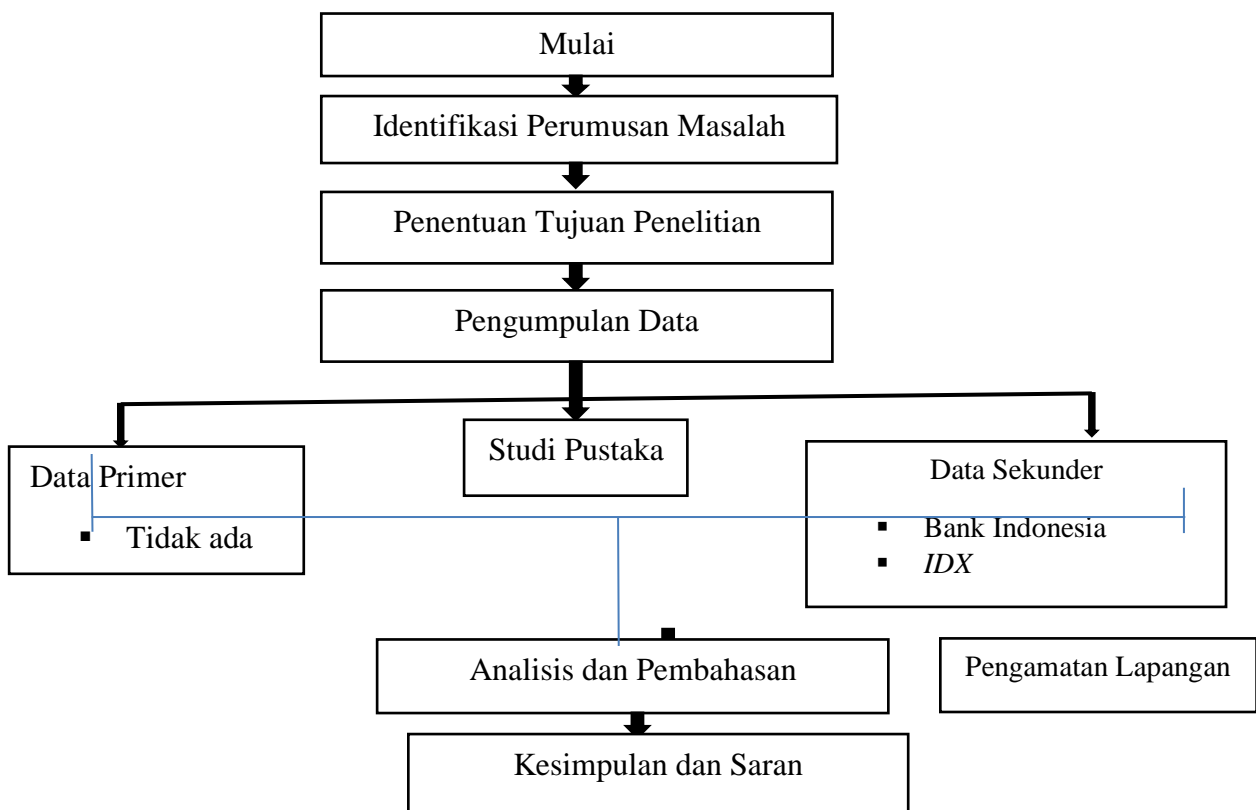 Mulai
Identifikasi Perumusan Masalah
Penentuan Tujuan Penelitian
Pengumpulan Data
Data Primer
▪ Tidak ada
Studi Pustaka
Data Sekunder
▪ Bank Indonesia
▪ IDX
Analisis dan Pembahasan
Pengamatan Lapangan
Kesimpulan dan Saran